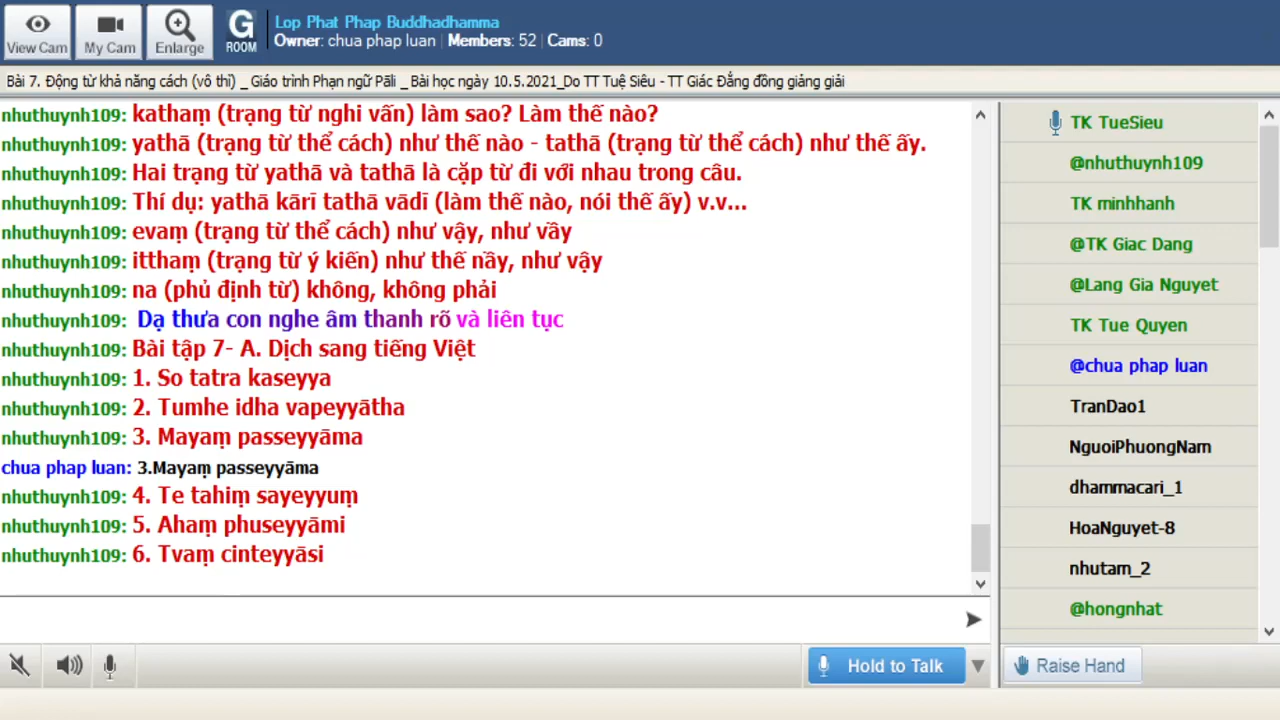 Lop Phat Phap Buddhadhamma
Owner: chua phap luan | Members: 52 | Cams: 0
View Cam
My Cam
Enlarge
G
ROOM
Bài 7. Động từ khả năng cách (vô thì) _ Giáo trình Phạn ngữ Pāli _ Bài học ngày 10.5.2021_Do TT Tuệ Siêu - TT Giác Đẳng đồng giảng giải
nhuthuynh109: kathaṃ (trạng từ nghi vấn) làm sao? Làm thế nào?
nhuthuynh109: yathā (trạng từ thể cách) như thế nào - tathā (trạng từ thể cách) như thế ấy.
nhuthuynh109: Hai trạng từ yathā và tathā là cặp từ đi với nhau trong câu.
nhuthuynh109: Thí dụ: yathā kārī tathā vādī (làm thế nào, nói thế ấy) v.v...
nhuthuynh109: evaṃ (trạng từ thể cách) như vậy, như vầy
nhuthuynh109: itthaṃ (trạng từ ý kiến) như thế nầy, như vậy
nhuthuynh109: na (phủ định từ) không, không phải
nhuthuynh109: Dạ thưa con nghe âm thanh rõ và liên tục
nhuthuynh109: Bài tập 7- A. Dịch sang tiếng Việt
nhuthuynh109: 1. So tatra kaseyya
nhuthuynh109: 2. Tumhe idha vapeyyātha
nhuthuynh109: 3. Mayaṃ passeyyāma
chua phap luan: 3.Mayaṃ passeyyāma
nhuthuynh109: 4. Te tahiṃ sayeyyuṃ
nhuthuynh109: 5. Ahaṃ phuseyyāmi
nhuthuynh109: 6. Tvaṃ cinteyyāsi
TK TueSieu
@nhuthuynh109
TK minhhanh
@TK Giac Dang
@Lang Gia Nguyet
TK Tue Quyen
@chua phap luan
TranDao1
NguoiPhuongNam
dhammacari_1
HoaNguyet-8
nhutam_2
@hongnhat
Hold to Talk
Raise Hand